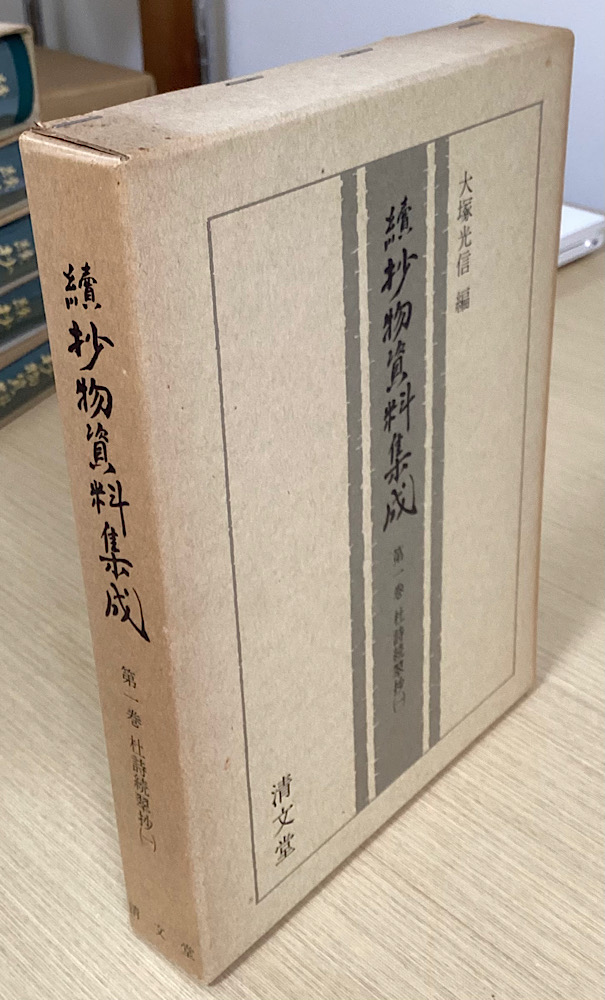 續抄物資料集成
第一巻 杜詩続翠抄(一)
清文堂
大塚光信 編
續抄物資料集成
第一巻 杜詩続翠抄(一)
清文堂